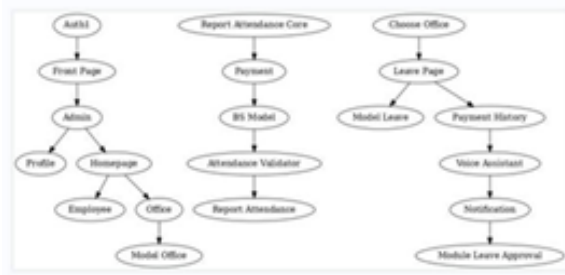 Auth1
Report Attendance Core
Choose Office
Front Page
Payment
Leave Page
Admin
BS Model
Model Leave
Payment History
Profile
Homepage
Attendance Validator
Voice Assistant
Employee
Office
Report Attendance
Notification
Model Office
Module Leave Approval